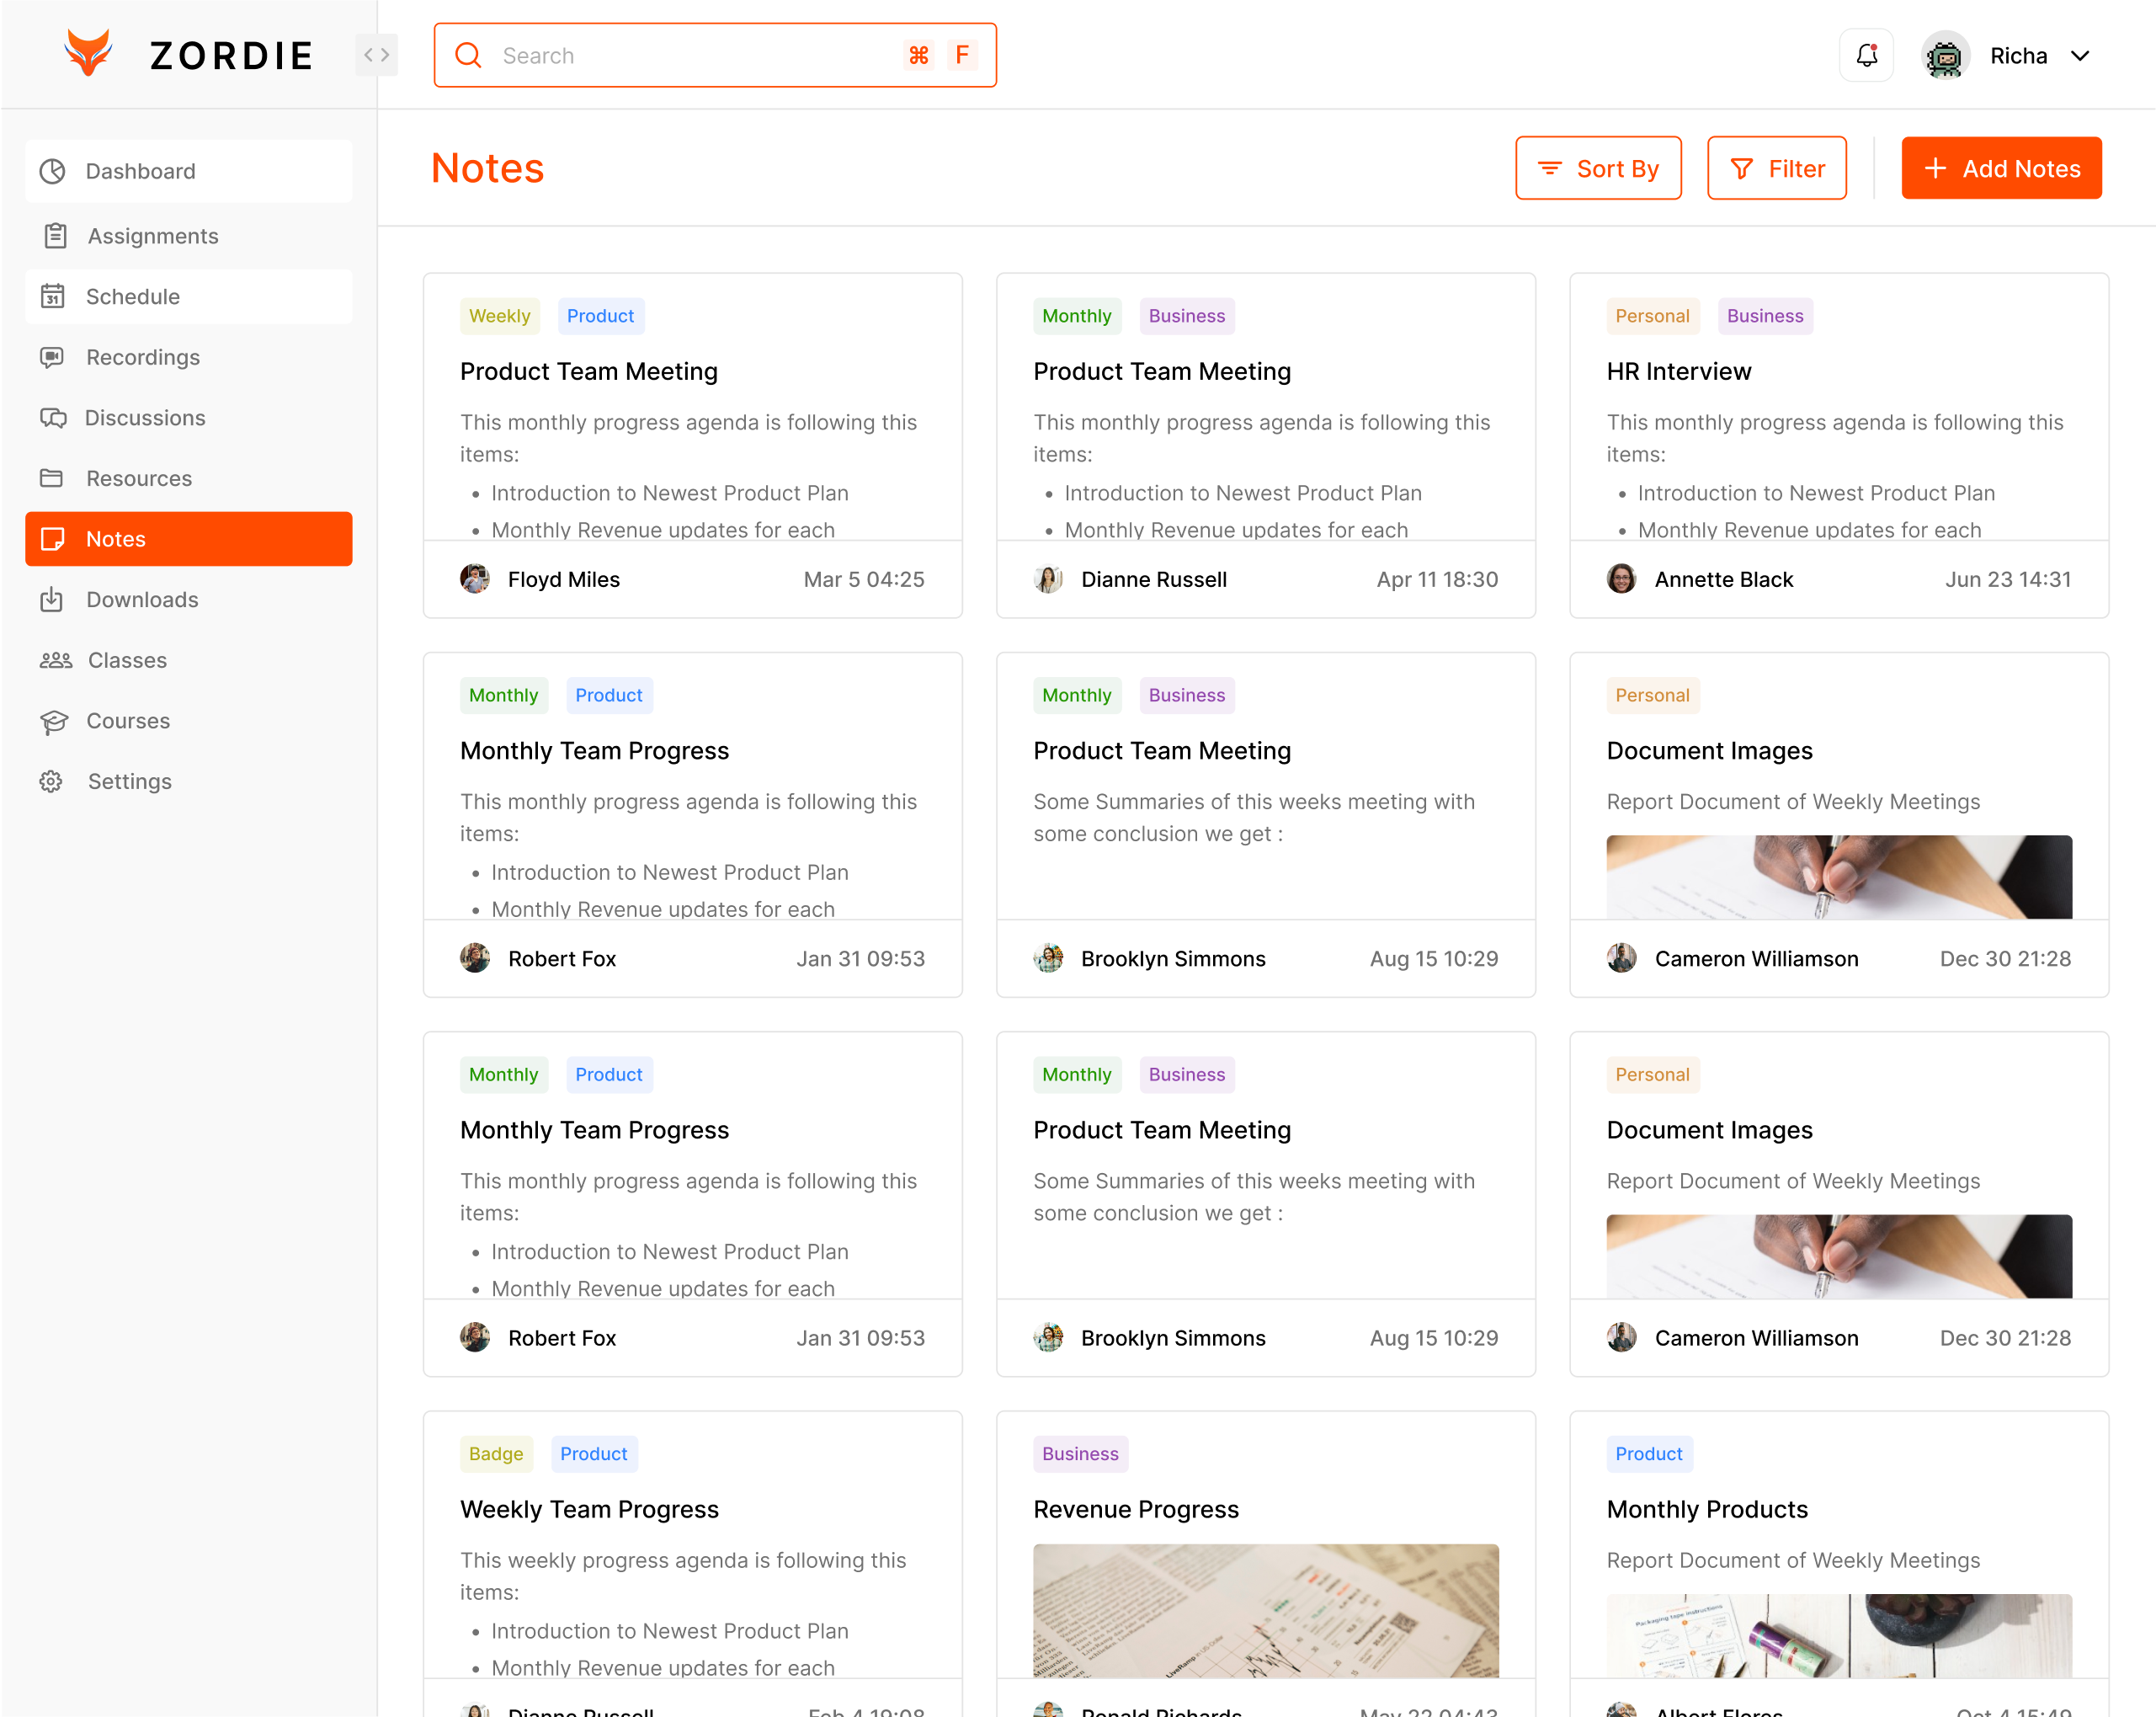 ZORDIE
Search
⌘ F
Richa
Dashboard
Assignments
31
Schedule
Recordings
Discussions
Resources
Notes
Downloads
Classes
Courses
Settings
Notes
Sort By
Filter
Add Notes
Weekly Product
Product Team Meeting
This monthly progress agenda is following this
items:
• Introduction to Newest Product Plan
• Monthly Revenue updates for each
Floyd Miles Mar 5 04:25
Monthly Business
Product Team Meeting
This monthly progress agenda is following this
items:
• Introduction to Newest Product Plan
• Monthly Revenue updates for each
Dianne Russell Apr 11 18:30
Personal Business
HR Interview
This monthly progress agenda is following this
items:
• Introduction to Newest Product Plan
• Monthly Revenue updates for each
Annette Black Jun 23 14:31
Monthly Product
Monthly Team Progress
This monthly progress agenda is following this
items:
• Introduction to Newest Product Plan
• Monthly Revenue updates for each
Robert Fox Jan 31 09:53
Monthly Business
Product Team Meeting
Some Summaries of this weeks meeting with
some conclusion we get :
Brooklyn Simmons Aug 15 10:29
Personal
Document Images
Report Document of Weekly Meetings
Cameron Williamson Dec 30 21:28
Monthly Product
Monthly Team Progress
This monthly progress agenda is following this
items:
• Introduction to Newest Product Plan
• Monthly Revenue updates for each
Robert Fox Jan 31 09:53
Monthly Business
Product Team Meeting
Some Summaries of this weeks meeting with
some conclusion we get :
Brooklyn Simmons Aug 15 10:29
Personal
Document Images
Report Document of Weekly Meetings
Cameron Williamson Dec 30 21:28
Badge Product
Weekly Team Progress
This weekly progress agenda is following this
items:
• Introduction to Newest Product Plan
• Monthly Revenue updates for each
Dianne Russell Feb 4 19:08
Business
Revenue Progress
LiveRamp in US-Dollar
Ronald Richards May 22 04:43
Product
Monthly Products
Report Document of Weekly Meetings
Packaging tape instructions
Albert Flores Oct 4 15:49